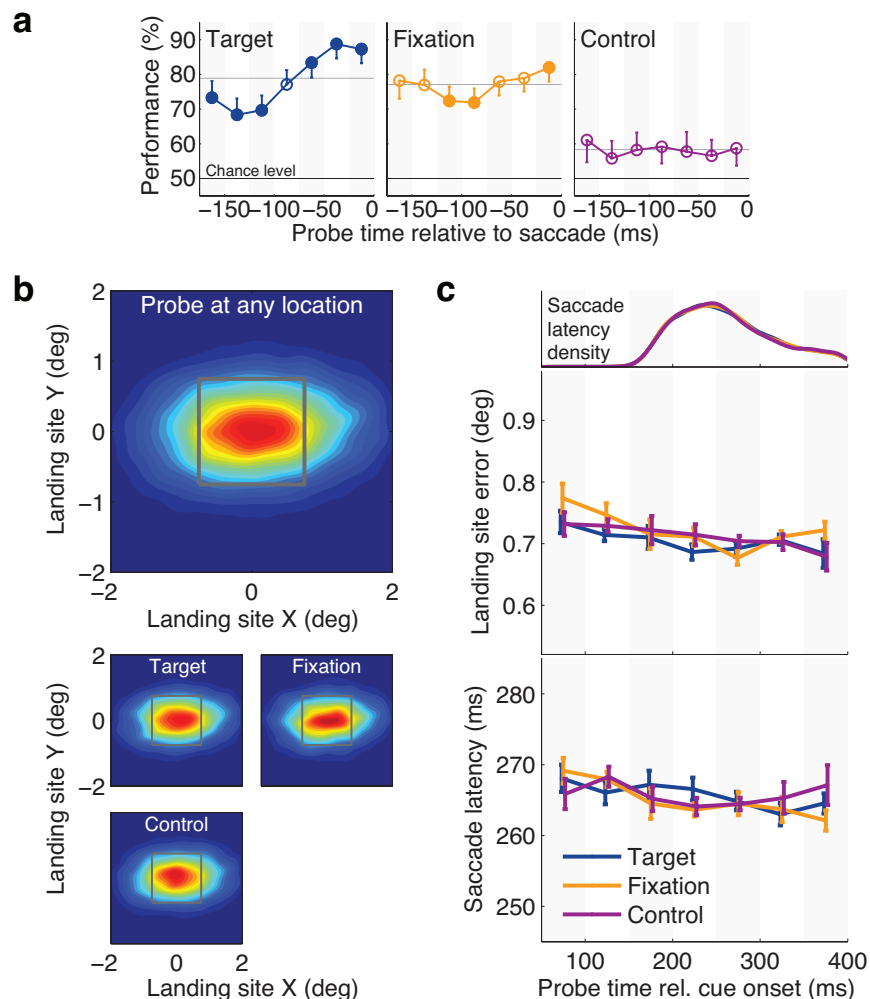 a
Target
Fixation
Control
Performance (%)
90
80
70
60
50
Chance level
−150 −100 −50 0
−150 −100 −50 0
−150 −100 −50 0
Probe time relative to saccade (ms)
b
Probe at any location
Landing site Y (deg)
2
1
0
−1
−2
−2 0 2
Landing site X (deg)
Target
Fixation
Landing site Y (deg)
2
0
−2
Control
−2 0 2
Landing site X (deg)
c
Saccade
latency
density
Landing site error (deg)
0.9
0.8
0.7
0.6
Saccade latency (ms)
280
270
260
250
Target
Fixation
Control
100 200 300 400
Probe time rel. cue onset (ms)